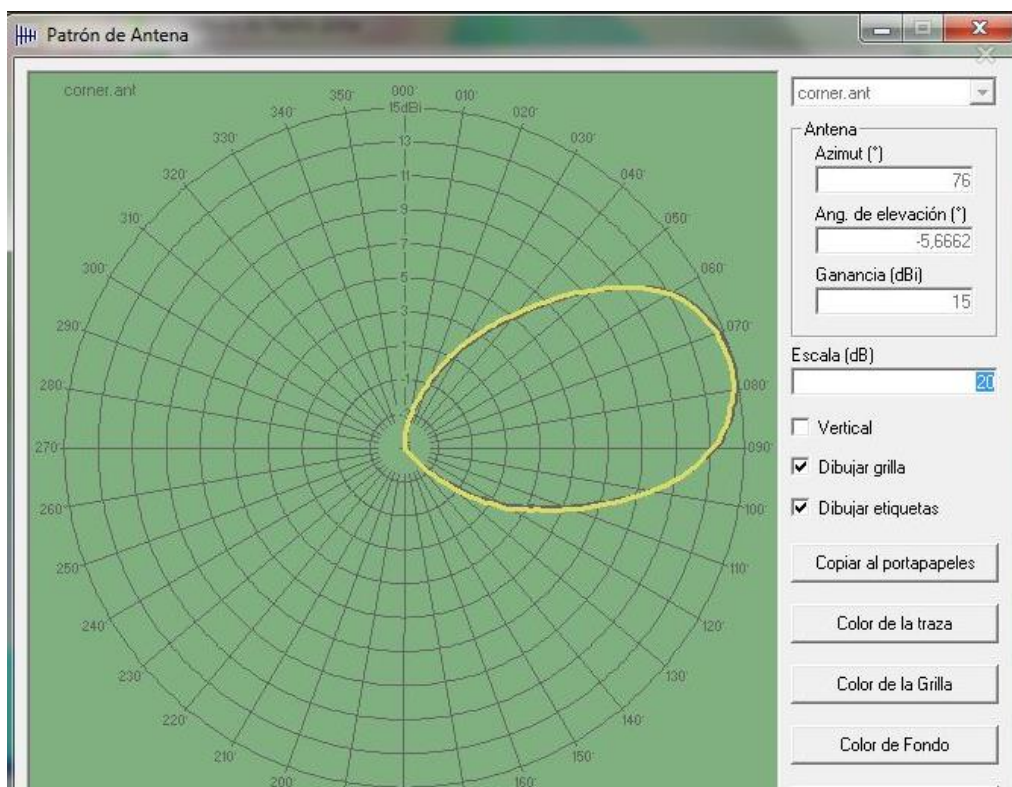 Patrón de Antena
corner.ant
000°
350°
010°
15dBi
340°
020°
330°
030°
13
320°
11
040°
310°
9
050°
7
300°
060°
5
290°
3
070°
1
280°
-1
080°
270°
090°
260°
100°
250°
110°
240°
120°
230°
130°
220°
140°
210°
150°
200°
160°
corner.ant
Antena
Azimut (°)
76
Ang. de elevación (°)
-5,6662
Ganancia (dBi)
15
Escala (dB)
20
Vertical
Dibujar grilla
Dibujar etiquetas
Copiar al portapapeles
Color de la traza
Color de la Grilla
Color de Fondo